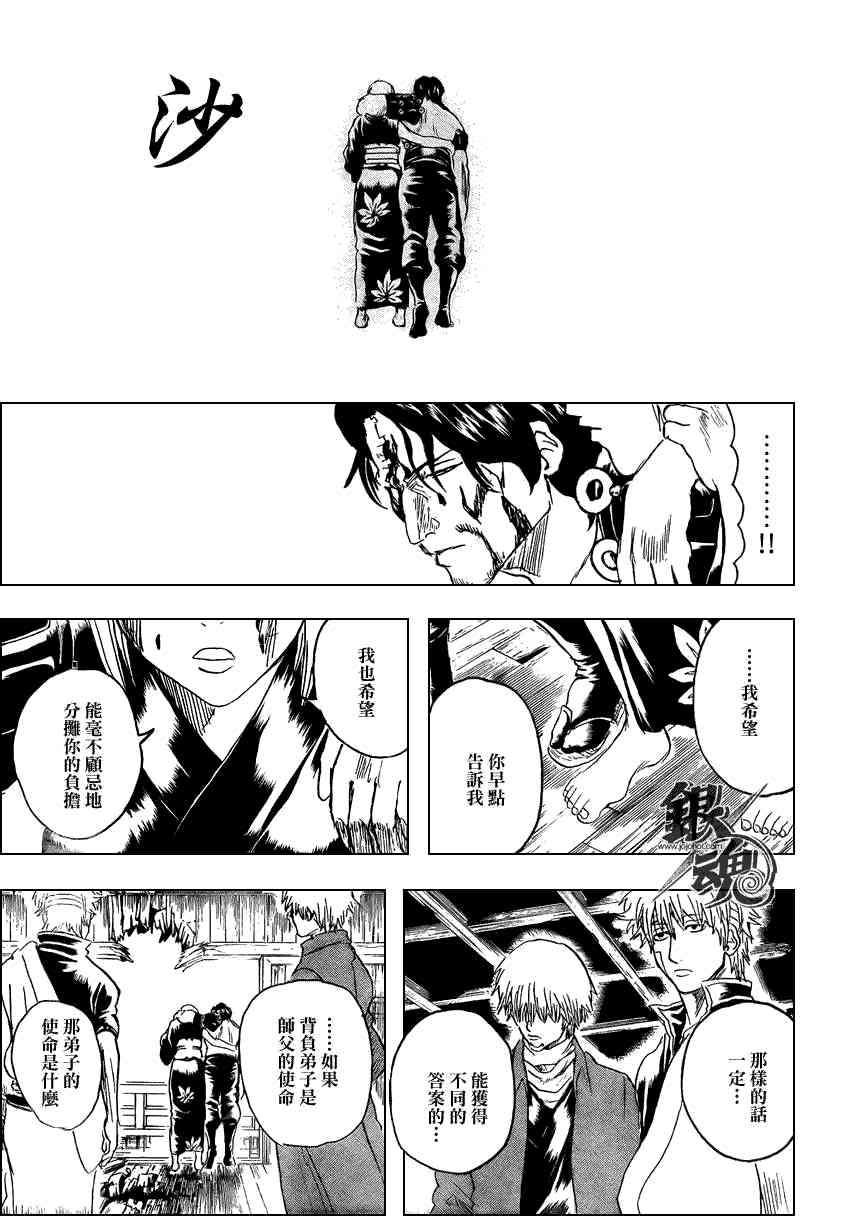 沙
…………!!
……我希望
你早點
告訴我
我也希望
能毫不顧忌地
分攤你的負擔
銀魂
www.jojohot.com
那樣的話
一定…
能獲得
不同的
答案的…
……如果
背負弟子是
師父的使命
那弟子的
使命是什麼